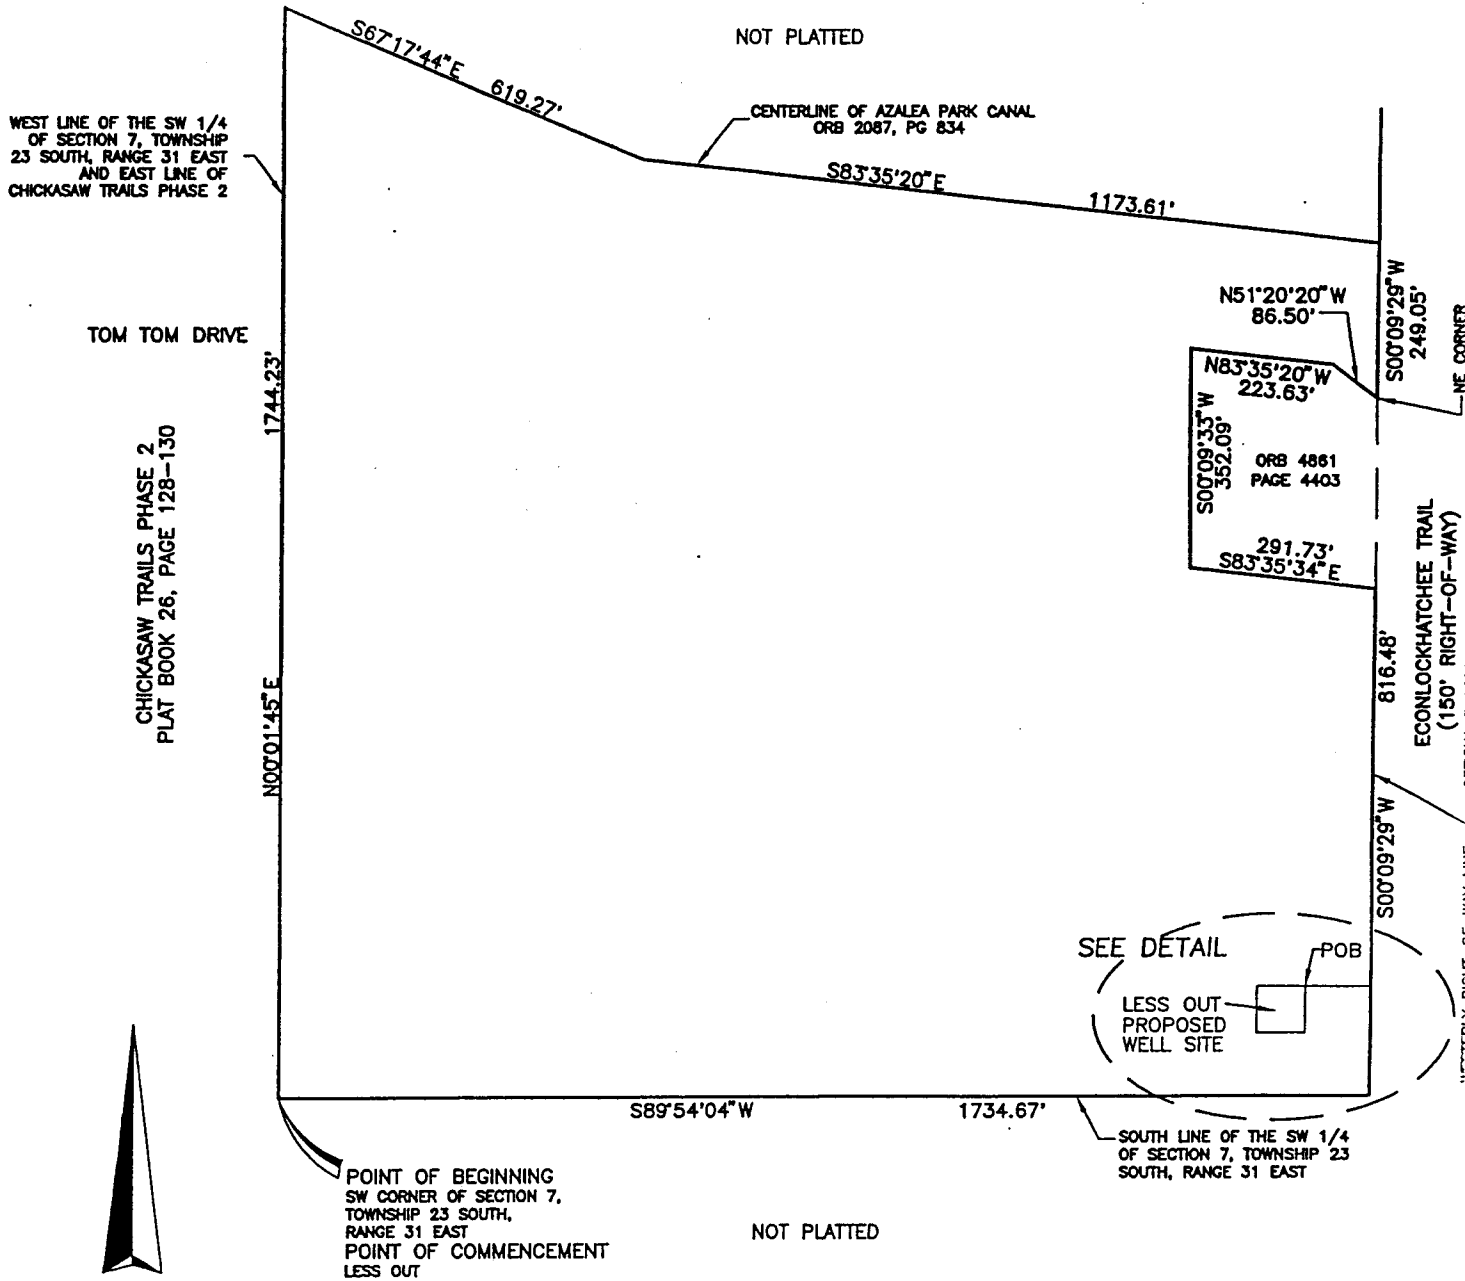 NOT PLATTED
S67°17'44"E
619.27'
CENTERLINE OF AZALEA PARK CANAL
ORB 2087, PG 834
WEST LINE OF THE SW 1/4
OF SECTION 7, TOWNSHIP
23 SOUTH, RANGE 31 EAST
AND EAST LINE OF
CHICKASAW TRAILS PHASE 2
S83°35'20"E
1173.61'
N51°20'20"W
86.50'
S00°09'29"W
249.05'
NE CORNER
TOM TOM DRIVE
1744.23'
N83°35'20"W
223.63'
S00°09'33"W
352.09'
ORB 4861
PAGE 4403
CHICKASAW TRAILS PHASE 2
PLAT BOOK 26, PAGE 128-130
291.73'
S83°35'34"E
ECONLOCKHATCHEE TRAIL
(150' RIGHT-OF-WAY)
816.48'
N00°01'45"E
S00°09'29"W
SEE DETAIL
POB
LESS OUT
PROPOSED
WELL SITE
S89°54'04"W
1734.67'
SOUTH LINE OF THE SW 1/4
OF SECTION 7, TOWNSHIP 23
SOUTH, RANGE 31 EAST
POINT OF BEGINNING
SW CORNER OF SECTION 7,
TOWNSHIP 23 SOUTH,
RANGE 31 EAST
POINT OF COMMENCEMENT
LESS OUT
NOT PLATTED